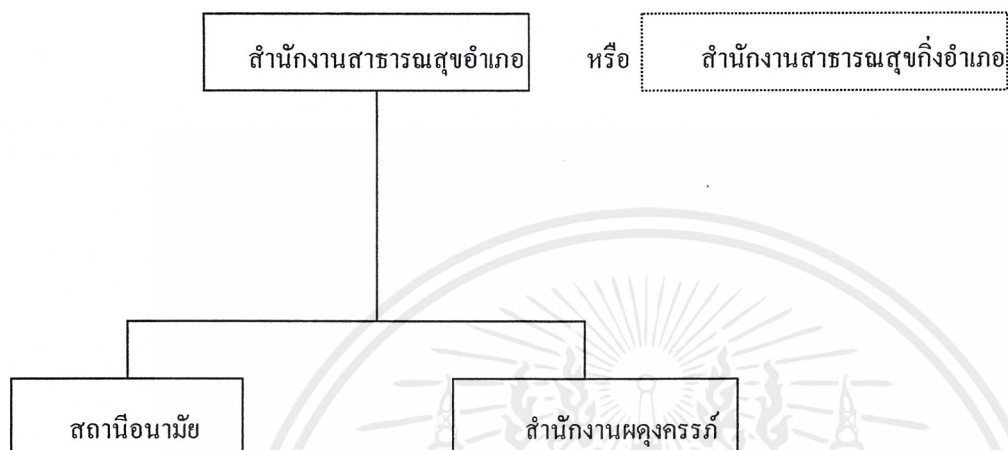 สำนักงานสาธารณสุขอำเภอ หรือ สำนักงานสาธารณสุขกิ่งอำเภอ
สถานีอนามัย สำนักงานผดุงครรภ์